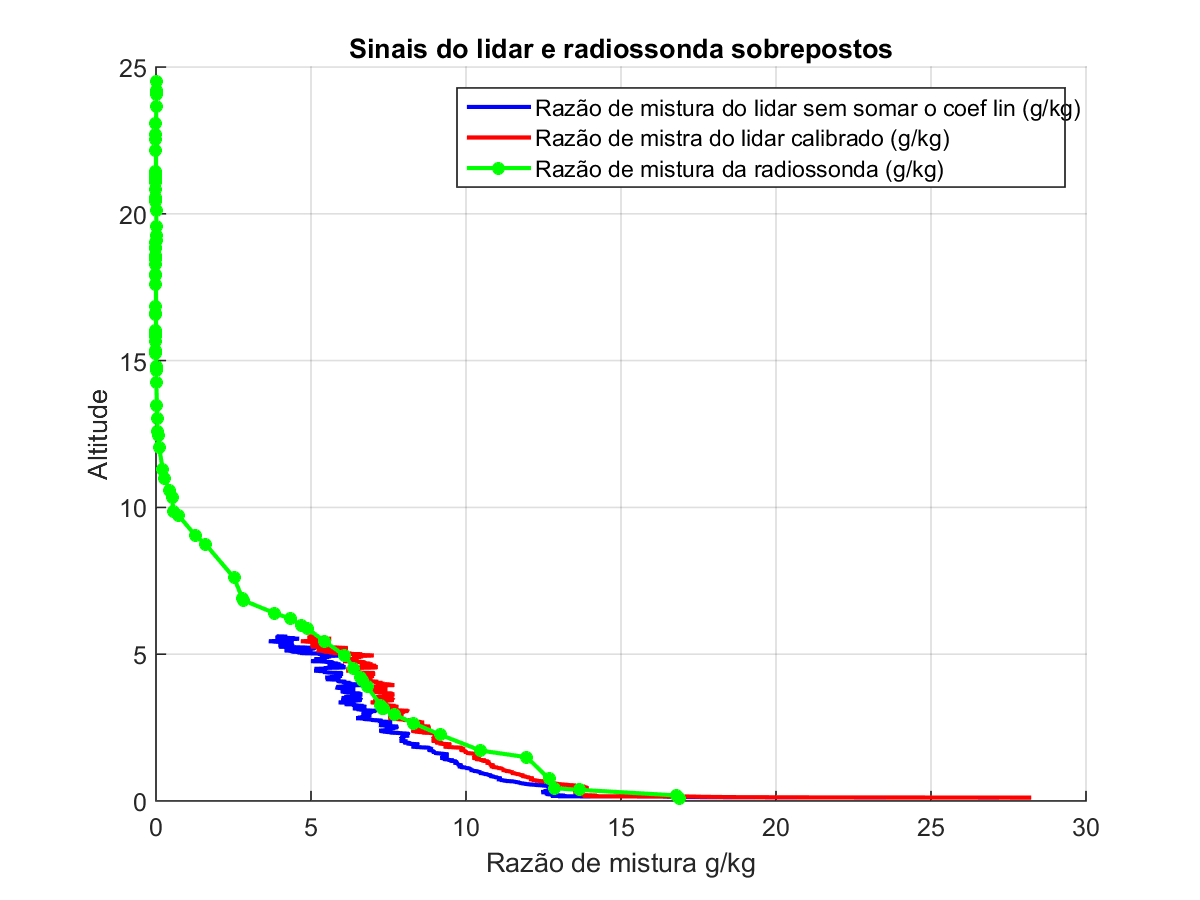 Sinais do lidar e radiossonda sobrepostos
25
Razão de mistura do lidar sem somar o coef lin (g/kg)
Razão de mistra do lidar calibrado (g/kg)
Razão de mistura da radiossonda (g/kg)
20
15
Altitude
10
5
0
0 5 10 15 20 25 30
Razão de mistura g/kg